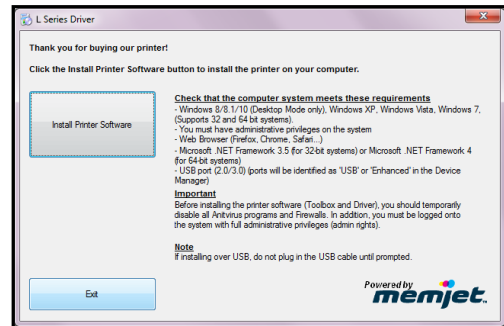 L Series Driver
Thank you for buying our printer!
Click the Install Printer Software button to install the printer on your computer.
Install Printer Software
Check that the computer system meets these requirements
- Windows 8/8.1/10 (Desktop Mode only), Windows XP, Windows Vista, Windows 7,
(Supports 32 and 64 bit systems).
- You must have administrative privileges on the system
- Web Browser (Firefox, Chrome, Safari...)
- Microsoft .NET Framework 3.5 (for 32-bit systems) or Microsoft .NET Framework 4
(for 64-bit systems)
- USB port (2.0/3.0) (ports will be identified as 'USB' or 'Enhanced' in the Device
Manager)
Important
Before installing the printer software (Toolbox and Driver), you should temporarily
disable all Antivirus programs and Firewalls. In addition, you must be logged onto
the system with full administrative privileges (admin rights).
Note
If installing over USB, do not plug in the USB cable until prompted.
Exit
Powered by
memjet